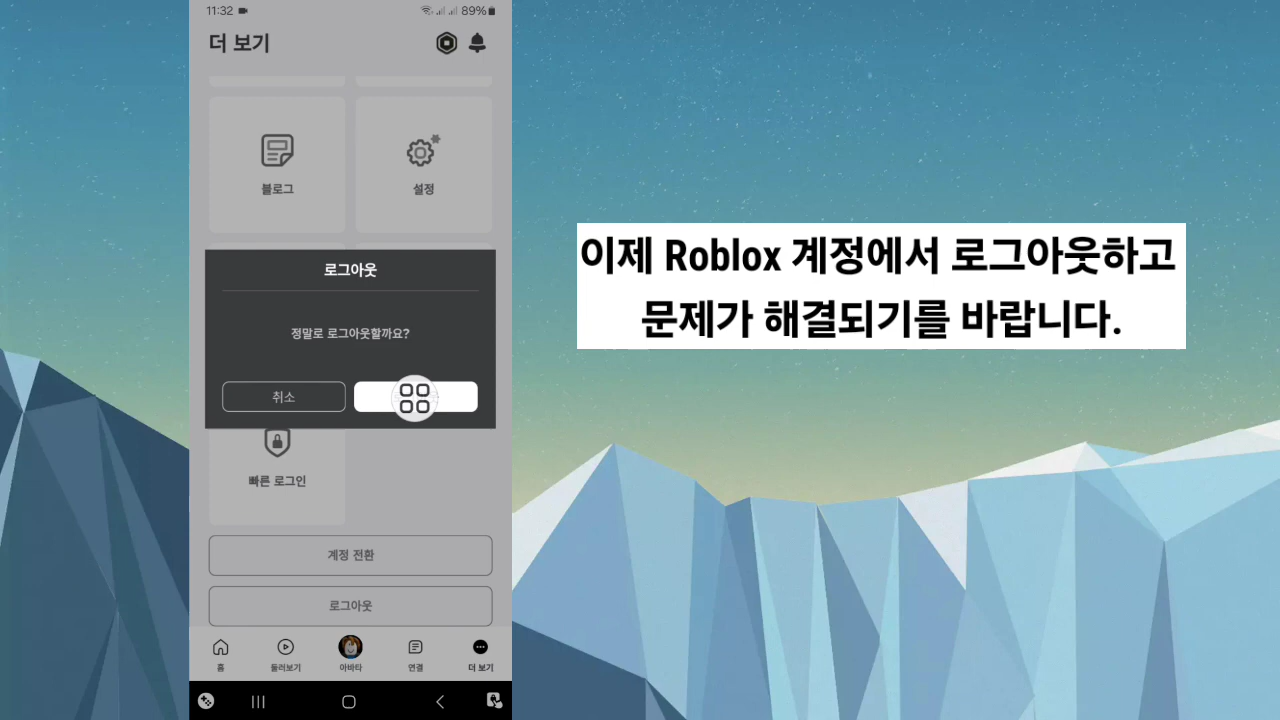 11:32
89%
더 보기
블로그
설정
로그아웃
정말로 로그아웃할까요?
취소
빠른 로그인
계정 전환
로그아웃
홈
둘러보기
아바타
연결
더 보기
이제 Roblox 계정에서 로그아웃하고
문제가 해결되기를 바랍니다.